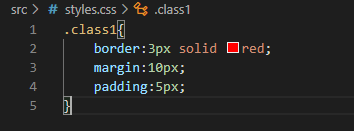 src > # styles.css > .class1
1 .class1{
2 border:3px solid red;
3 margin:10px;
4 padding:5px;
5 }